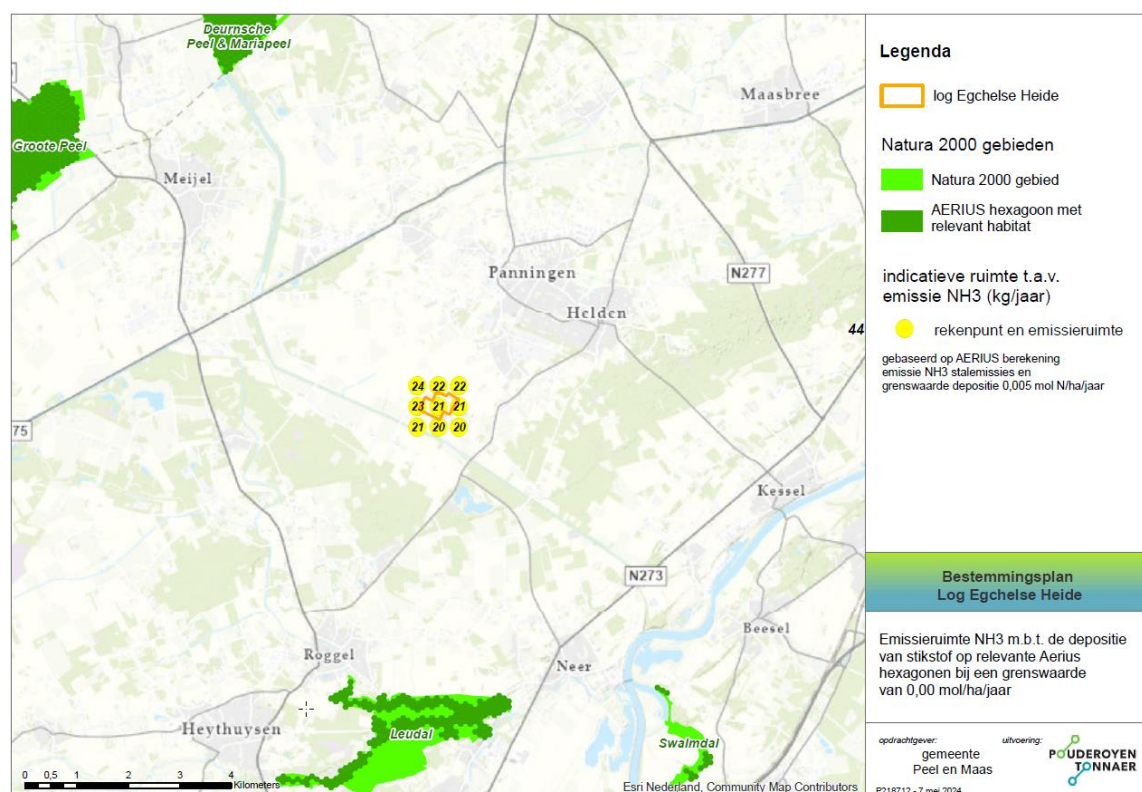 Deurnsche
Peel & Mariapeel
Maasbree
Groote Peel
Meijel
Panningen
N277
Helden
44
24 22 22
23 21 21
21 20 20
75
Kessel
N273
Beesel
Roggel
Neer
Heythuysen
Leudal
Swalmdal
0 0,5 1 2 3 4
Kilometers
Esri Nederland, Community Map Contributors
Legenda
log Egchelse Heide
Natura 2000 gebieden
Natura 2000 gebied
AERIUS hexagoon met
relevant habitat
indicatieve ruimte t.a.v.
emissie NH3 (kg/jaar)
rekenpunt en emissieruimte
gebaseerd op AERIUS berekening
emissie NH3 stalemissies en
grenswaarde depositie 0,005 mol N/ha/jaar
Bestemmingsplan
Log Egchelse Heide
Emissieruimte NH3 m.b.t. de depositie
van stikstof op relevante Aerius
hexagonen bij een grenswaarde
van 0,00 mol/ha/jaar
opdrachtgever: uitvoering:
gemeente
Peel en Maas
POUDEROYEN
TONNAER
P218712 - 7 mei 2024